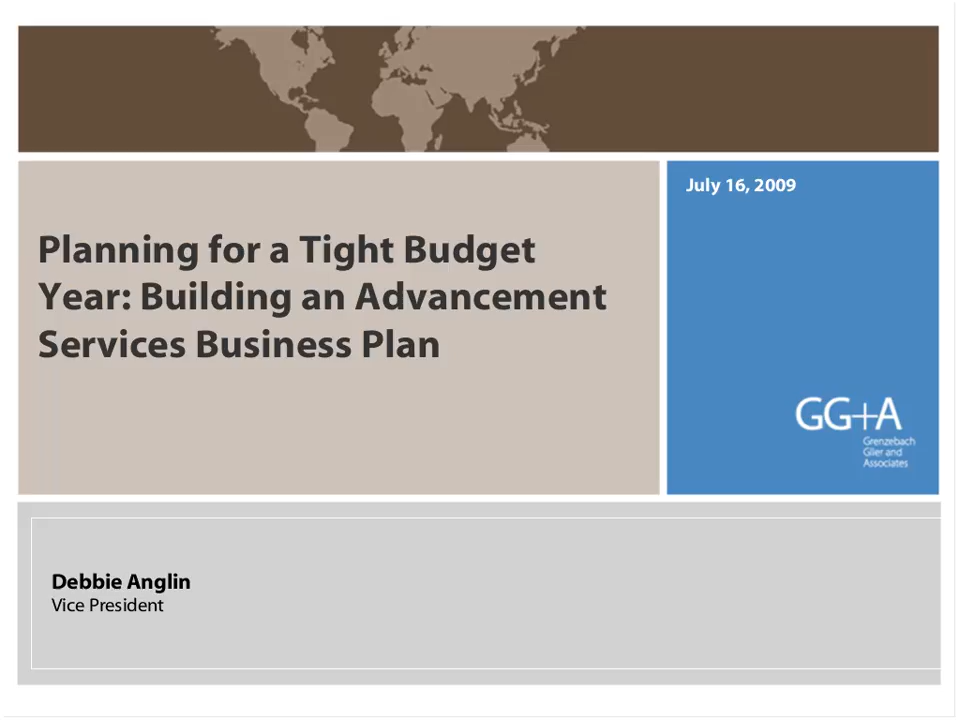 July 16, 2009
Planning for a Tight Budget
Year: Building an Advancement
Services Business Plan
GG+A
Grenzebach
Glier and
Associates
Debbie Anglin
Vice President